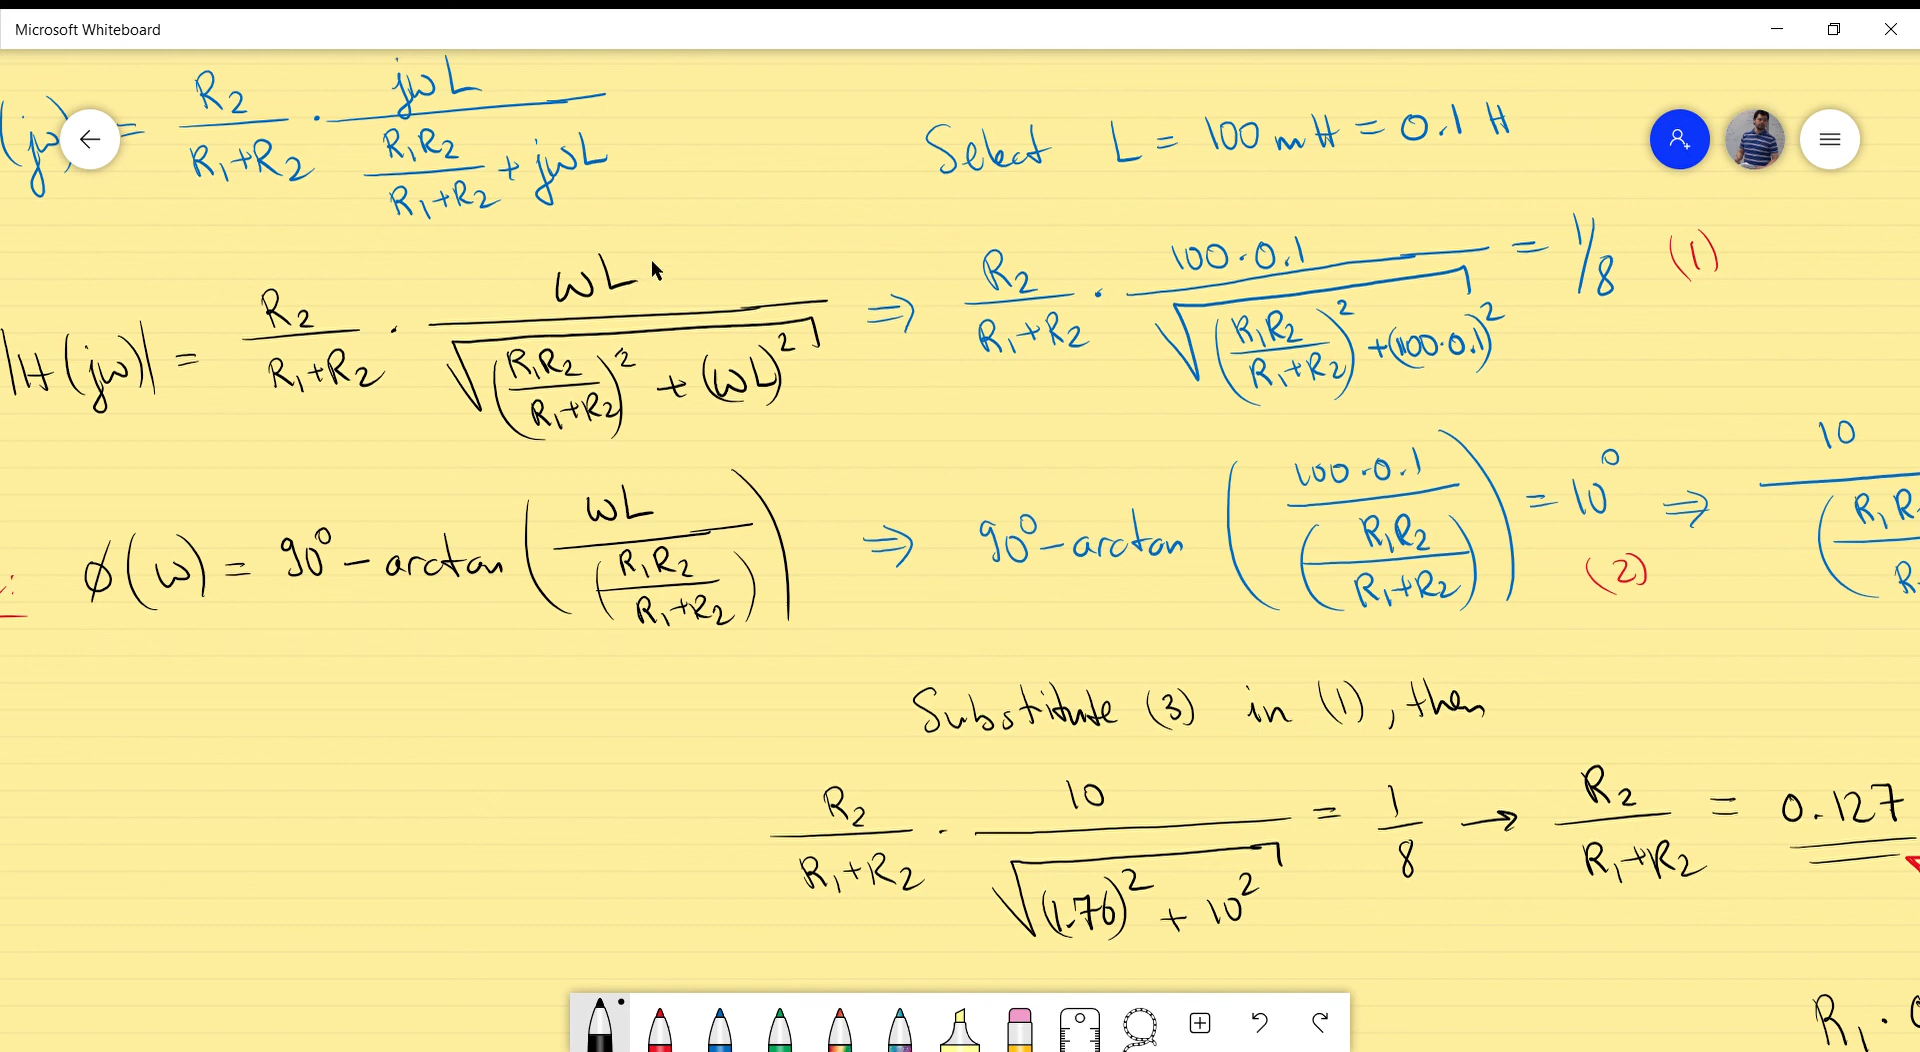 Microsoft Whiteboard
(jω) = R₂/(R₁+R₂) · jωL/(R₁R₂/(R₁+R₂) + jωL)
Select L = 100 mH = 0.1 H
|H(jω)| = R₂/(R₁+R₂) · ωL/√((R₁R₂/(R₁+R₂))² + (ωL)²) ⇒ R₂/(R₁+R₂) · 100·0.1/√((R₁R₂/(R₁+R₂))² + (100·0.1)²) = 1/8 (1)
φ(ω) = 90° - arctan(ωL/(R₁R₂/(R₁+R₂))) ⇒ 90° - arctan(100·0.1/(R₁R₂/(R₁+R₂))) = 10° (2) ⇒ 10/(R₁R
R
Substitute (3) in (1), then
R₂/(R₁+R₂) · 10/√((1.76)² + 10²) = 1/8 → R₂/(R₁+R₂) = 0.127
R₁ ·